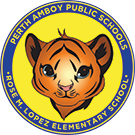 PERTH AMBOY PUBLIC SCHOOLS
• ROSE M. LOPEZ ELEMENTARY SCHOOL •